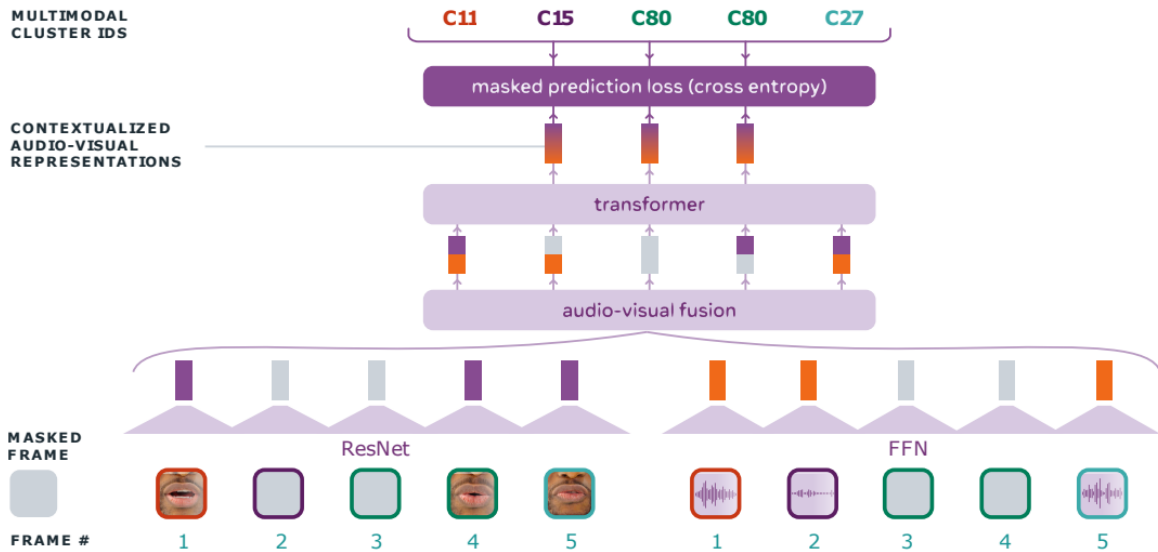 MULTIMODAL
CLUSTER IDS
C11 C15 C80 C80 C27
masked prediction loss (cross entropy)
CONTEXTUALIZED
AUDIO-VISUAL
REPRESENTATIONS
transformer
audio-visual fusion
MASKED
FRAME
ResNet FFN
FRAME # 1 2 3 4 5 1 2 3 4 5